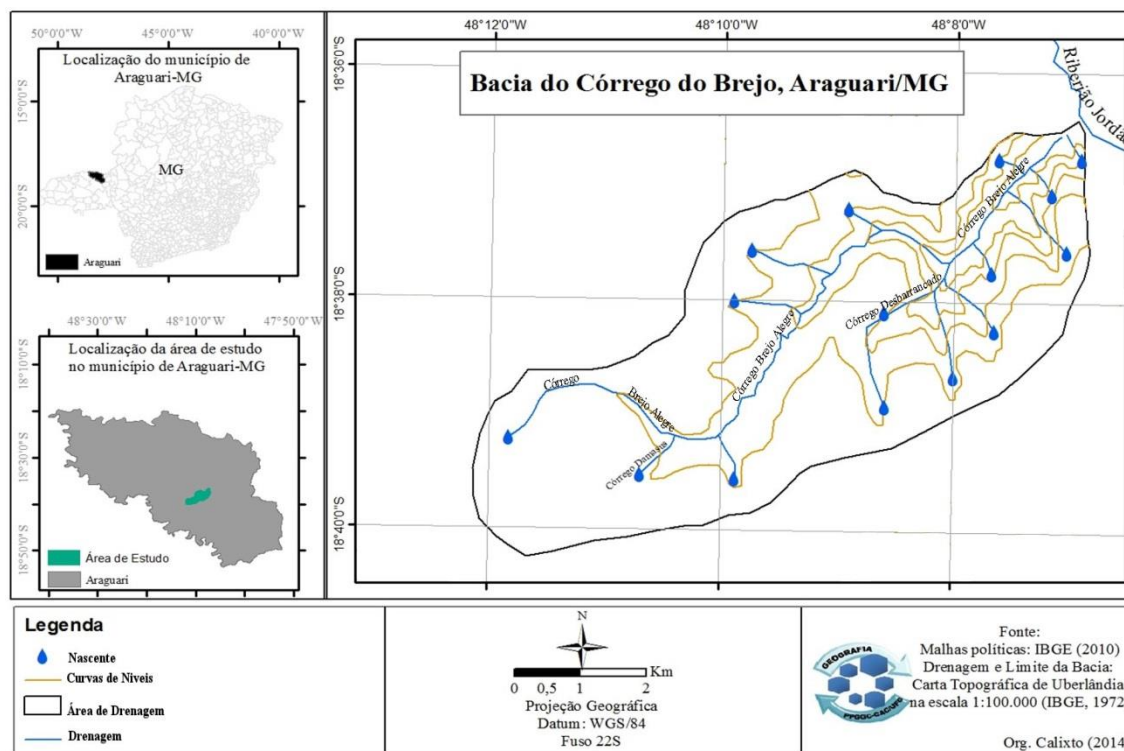 50°0'0"W
45°0'0"W
40°0'0"W
Localização do município de
Araguari-MG
15°0'0"S
20°0'0"S
MG
Araguari
48°30'0"W
48°10'0"W
47°50'0"W
Localização da área de estudo
no município de Araguari-MG
18°10'0"S
18°30'0"S
18°50'0"S
Área de Estudo
Araguari
48°12'0"W
48°10'0"W
48°8'0"W
18°36'0"S
18°38'0"S
18°40'0"S
Bacia do Córrego do Brejo, Araguari/MG
Ribeirão Jordã
Córrego Brejo Alegre
Córrego Desbarrancado
Córrego Brejo Alegre
Córrego
Brejo Alegre
Córrego Damasus
Legenda
Nascente
Curvas de Níveis
Área de Drenagem
Drenagem
N
Km
0 0,5 1 2
Projeção Geográfica
Datum: WGS/84
Fuso 22S
GEOGRAFIA
PPGGC-CAC/UFG
Fonte:
Malhas políticas: IBGE (2010)
Drenagem e Limite da Bacia:
Carta Topográfica de Uberlândia
na escala 1:100.000 (IBGE, 1972
Org. Calixto (2014